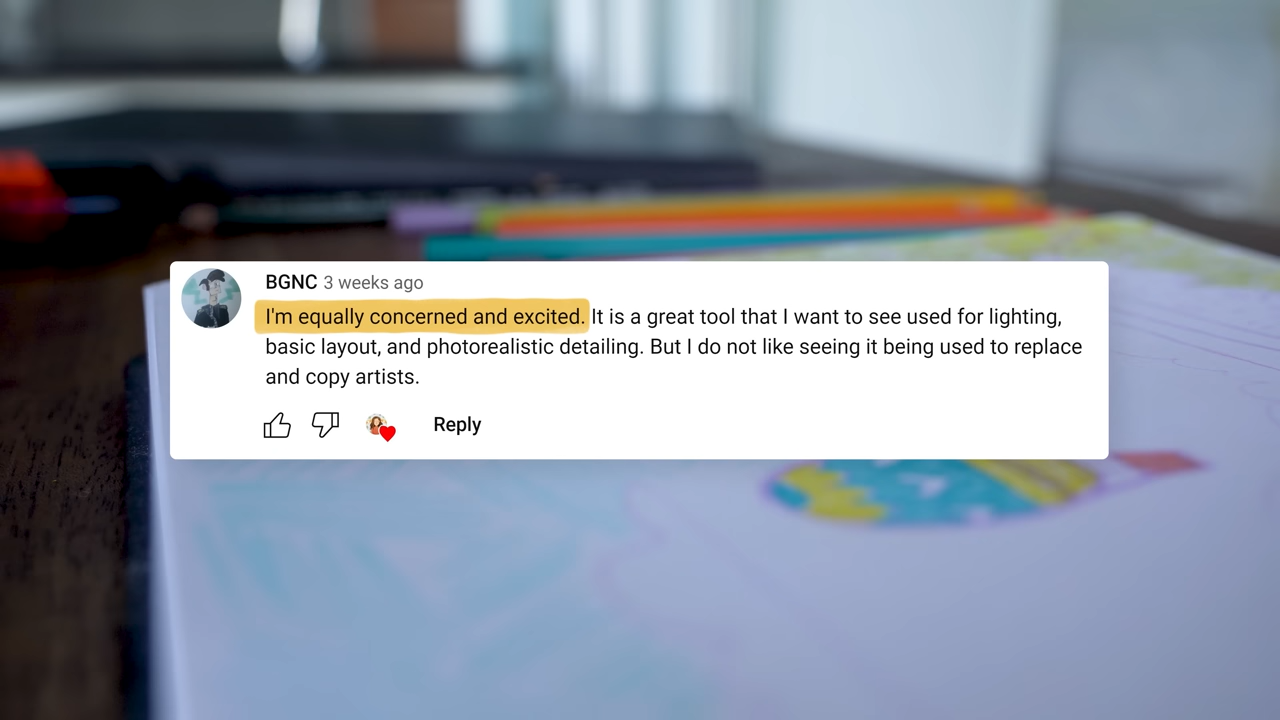 BGNC 3 weeks ago
I'm equally concerned and excited. It is a great tool that I want to see used for lighting,
basic layout, and photorealistic detailing. But I do not like seeing it being used to replace
and copy artists.
Reply